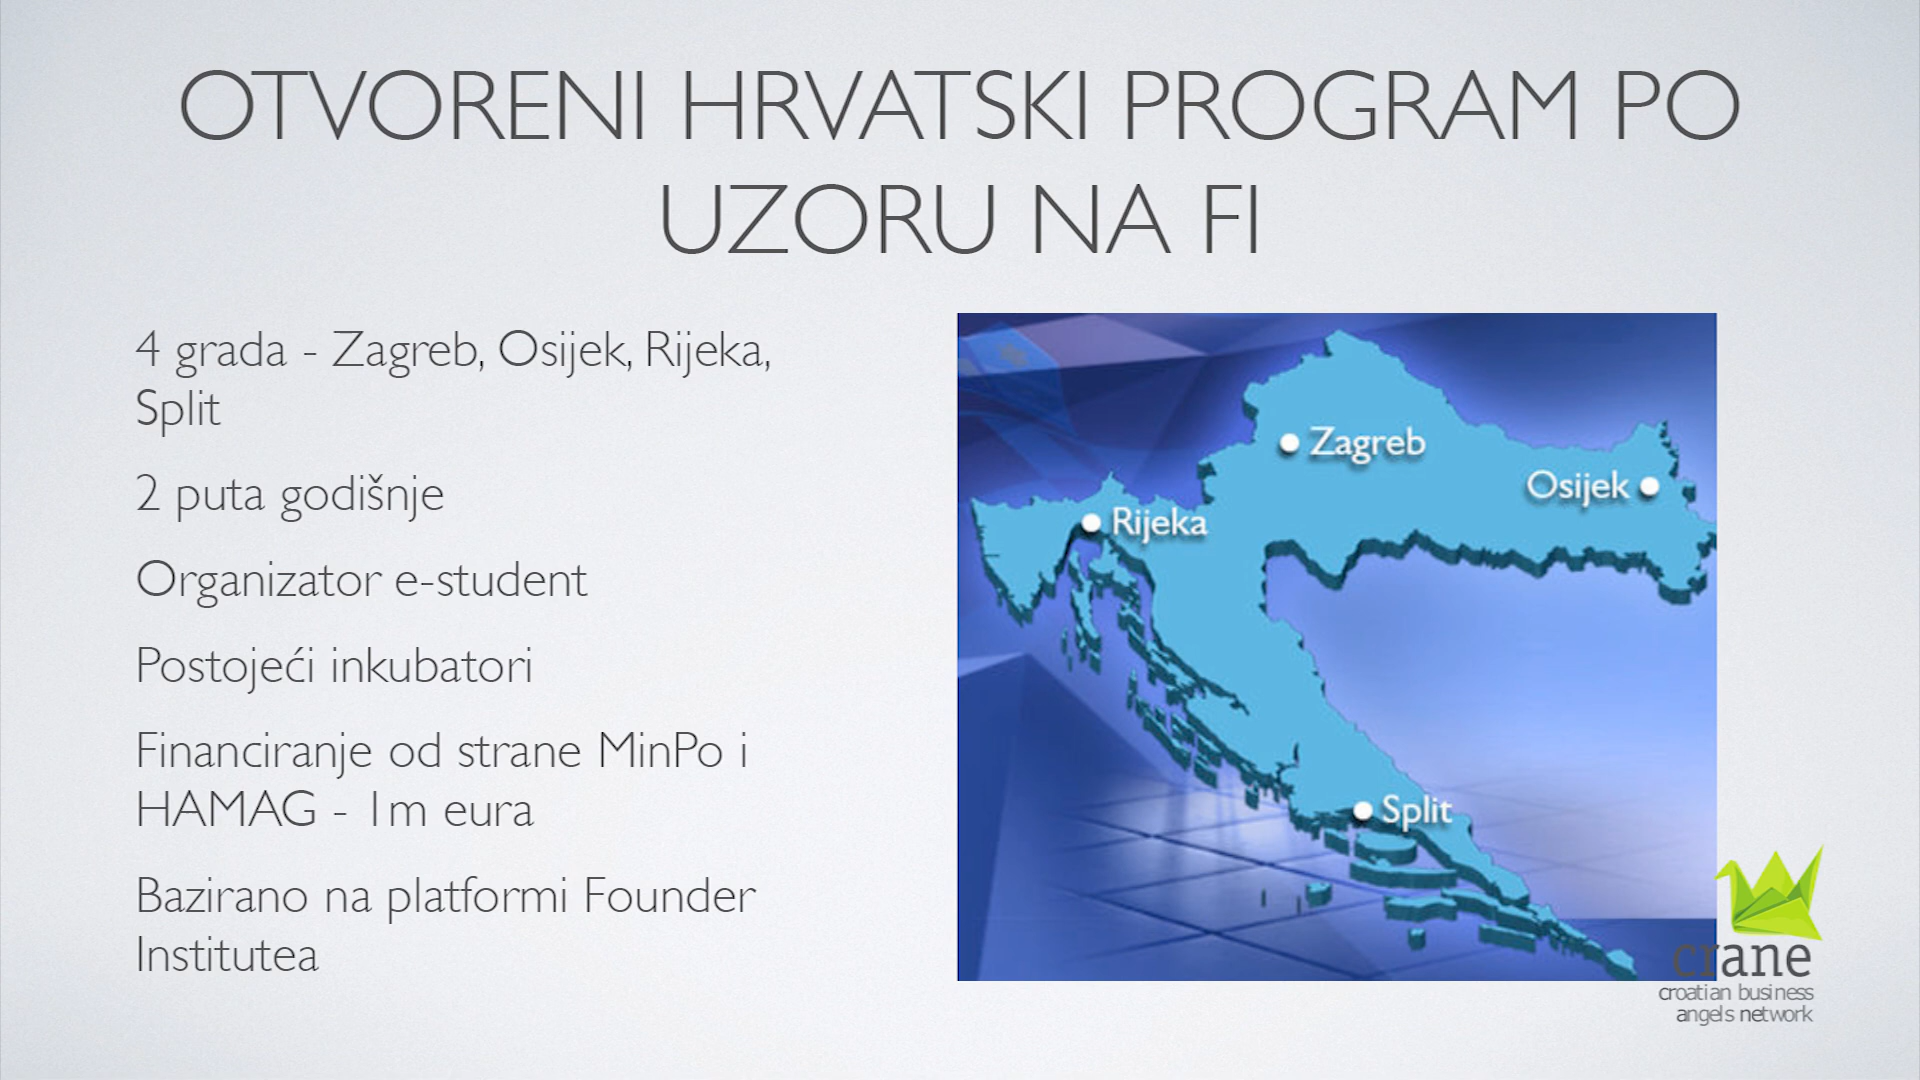 OTVORENI HRVATSKI PROGRAM PO
UZORU NA FI
4 grada - Zagreb, Osijek, Rijeka,
Split
2 puta godišnje
Organizator e-student
Postojeći inkubatori
Financiranje od strane MinPo i
HAMAG - 1m eura
Bazirano na platformi Founder
Institutea
Zagreb
Osijek
Rijeka
Split
crane
croatian business
angels network